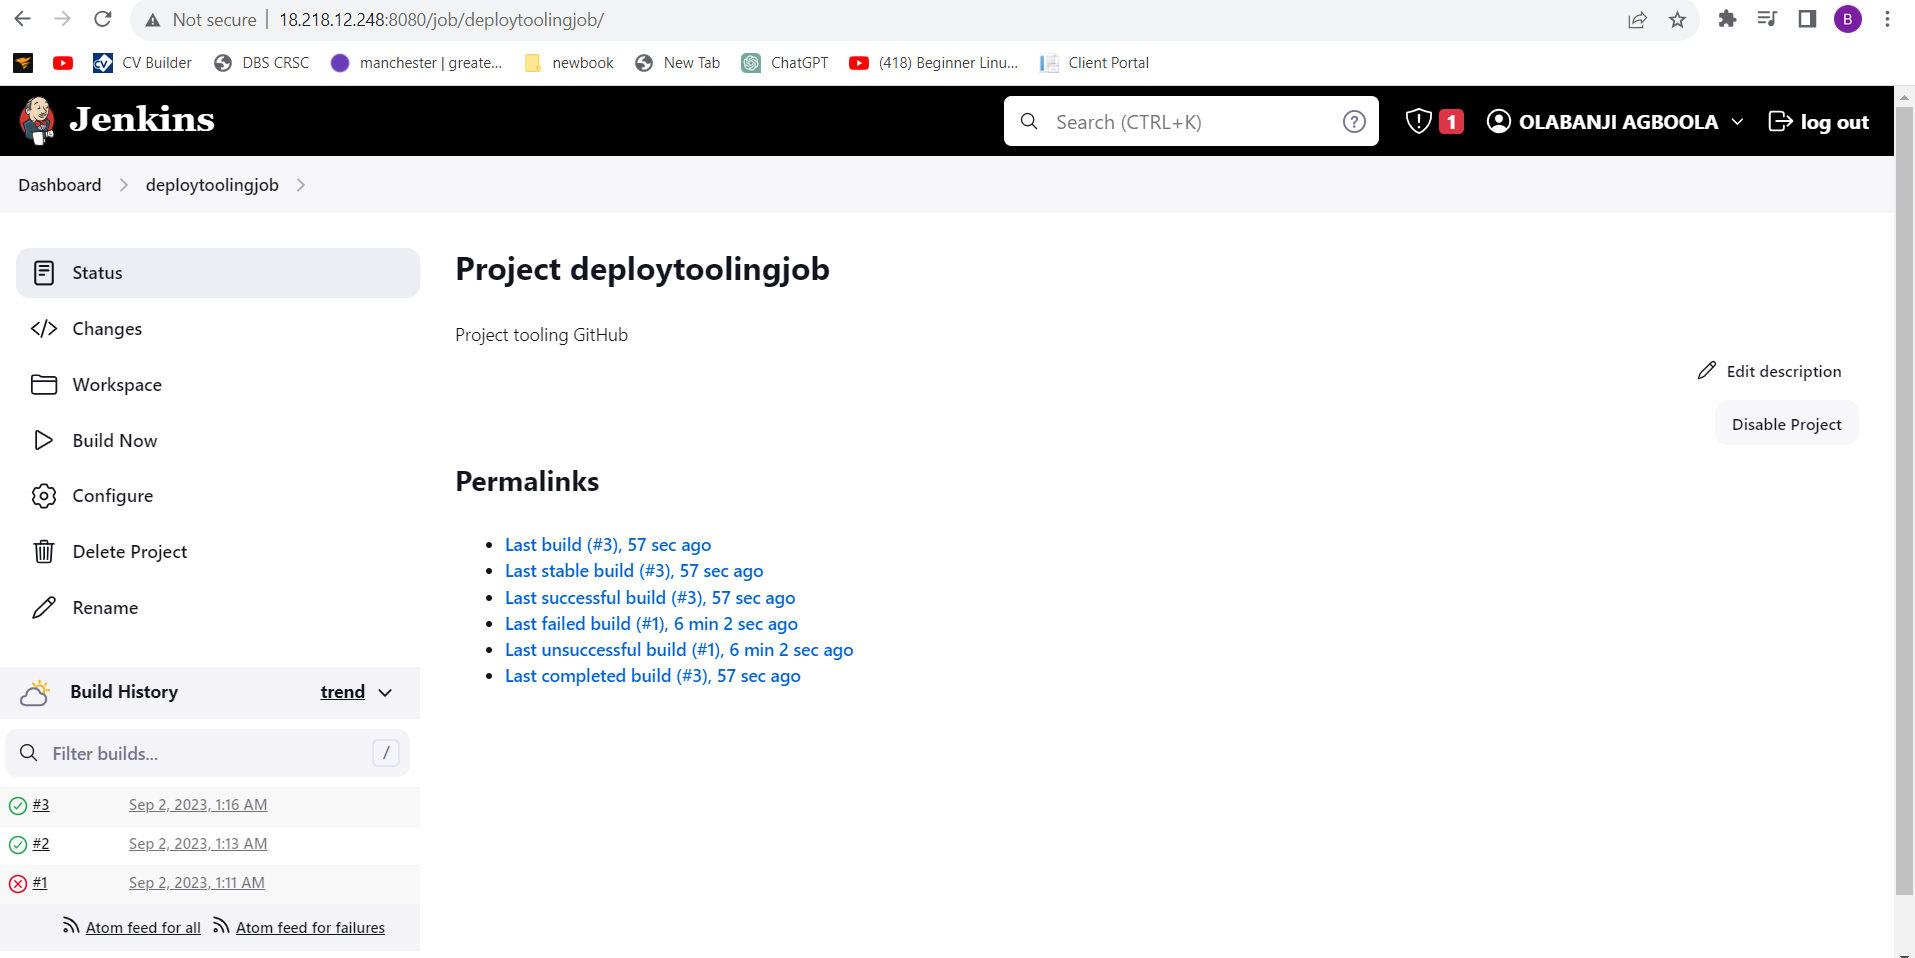 Not secure | 18.218.12.248:8080/job/deploytoolingjob/
B
CV Builder DBS CRSC manchester | greate... newbook New Tab ChatGPT (418) Beginner Linu... Client Portal
Jenkins Search (CTRL+K) ? 1 OLABANJI AGBOOLA log out
Dashboard deploytoolingjob
Status
Changes
Workspace
Build Now
Configure
Delete Project
Rename
Build History trend
Filter builds... /
#3 Sep 2, 2023, 1:16 AM
#2 Sep 2, 2023, 1:13 AM
#1 Sep 2, 2023, 1:11 AM
Atom feed for all Atom feed for failures
Project deploytoolingjob
Project tooling GitHub
Edit description
Disable Project
Permalinks
Last build (#3), 57 sec ago
Last stable build (#3), 57 sec ago
Last successful build (#3), 57 sec ago
Last failed build (#1), 6 min 2 sec ago
Last unsuccessful build (#1), 6 min 2 sec ago
Last completed build (#3), 57 sec ago